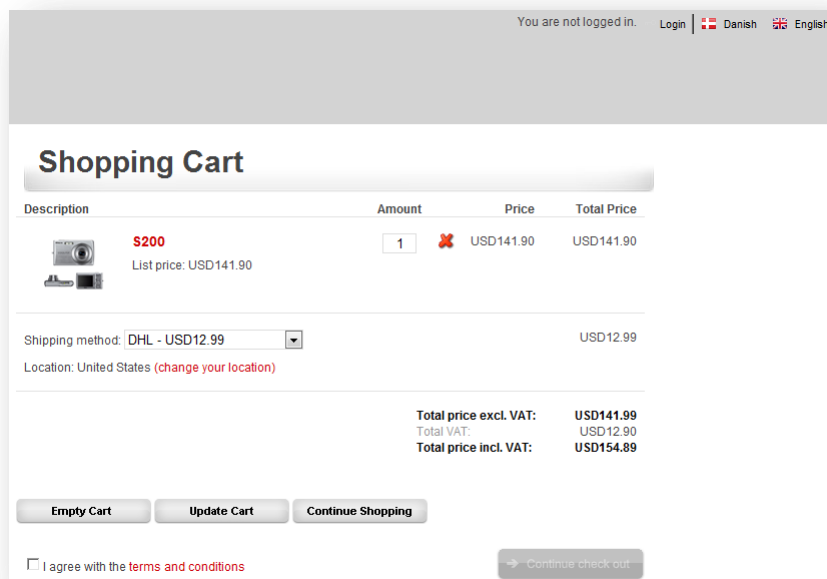 You are not logged in. Login Danish English
Shopping Cart
Description Amount Price Total Price
S200 1 USD141.90 USD141.90
List price: USD141.90
Shipping method: DHL - USD12.99 USD12.99
Location: United States (change your location)
Total price excl. VAT: USD141.99
Total VAT: USD12.90
Total price incl. VAT: USD154.89
Empty Cart Update Cart Continue Shopping
I agree with the terms and conditions Continue check out